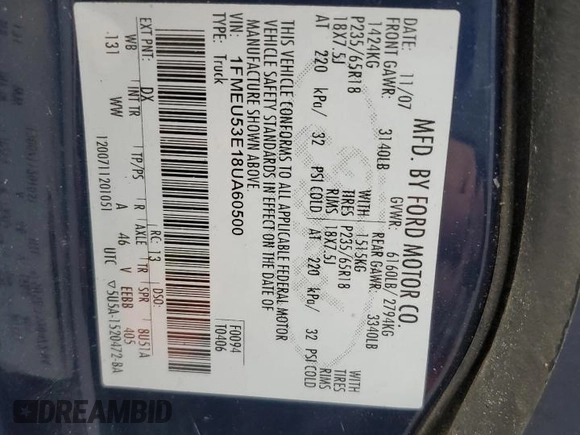 MFD. BY FORD MOTOR CO.
DATE: 11/07 GVWR: 6160LB/ 2794KG
FRONT GAWR: 3140LB REAR GAWR: 3340LB
1424KG WITH 1515KG WITH
P235/65R18 TIRES P235/65R18 TIRES
18X7.5J RIMS 18X7.5J RIMS
AT 220 kPa/ 32 PSI COLD AT 220 kPa/ 32 PSI COLD
THIS VEHICLE CONFORMS TO ALL APPLICABLE FEDERAL MOTOR
VEHICLE SAFETY STANDARDS IN EFFECT ON THE DATE OF
MANUFACTURE SHOWN ABOVE.
VIN: 1FMEU53E18UA60500
TYPE: Truck
F0094
T0406
EXT PNT: DX RC: 13 DSO:
WB INT TR TP/PS R AXLE TR SPR BUS1A
131 WW A 46 V EEBB 405
1200711201051 UTC ▽5U5A-1520472-BA
DREAMBID